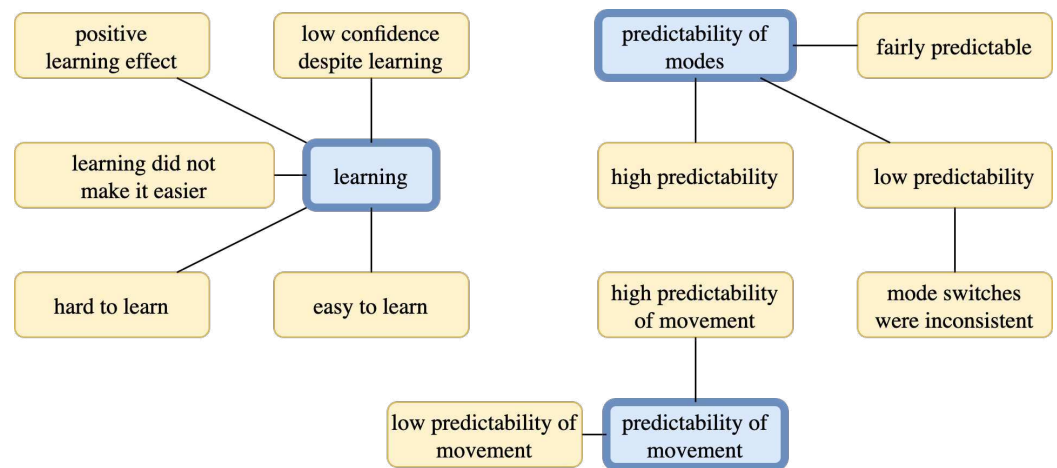 positive
learning effect
low confidence
despite learning
learning did not
make it easier
learning
hard to learn
easy to learn
predictability of
modes
fairly predictable
high predictability
low predictability
mode switches
were inconsistent
high predictability
of movement
low predictability of
movement
predictability of
movement